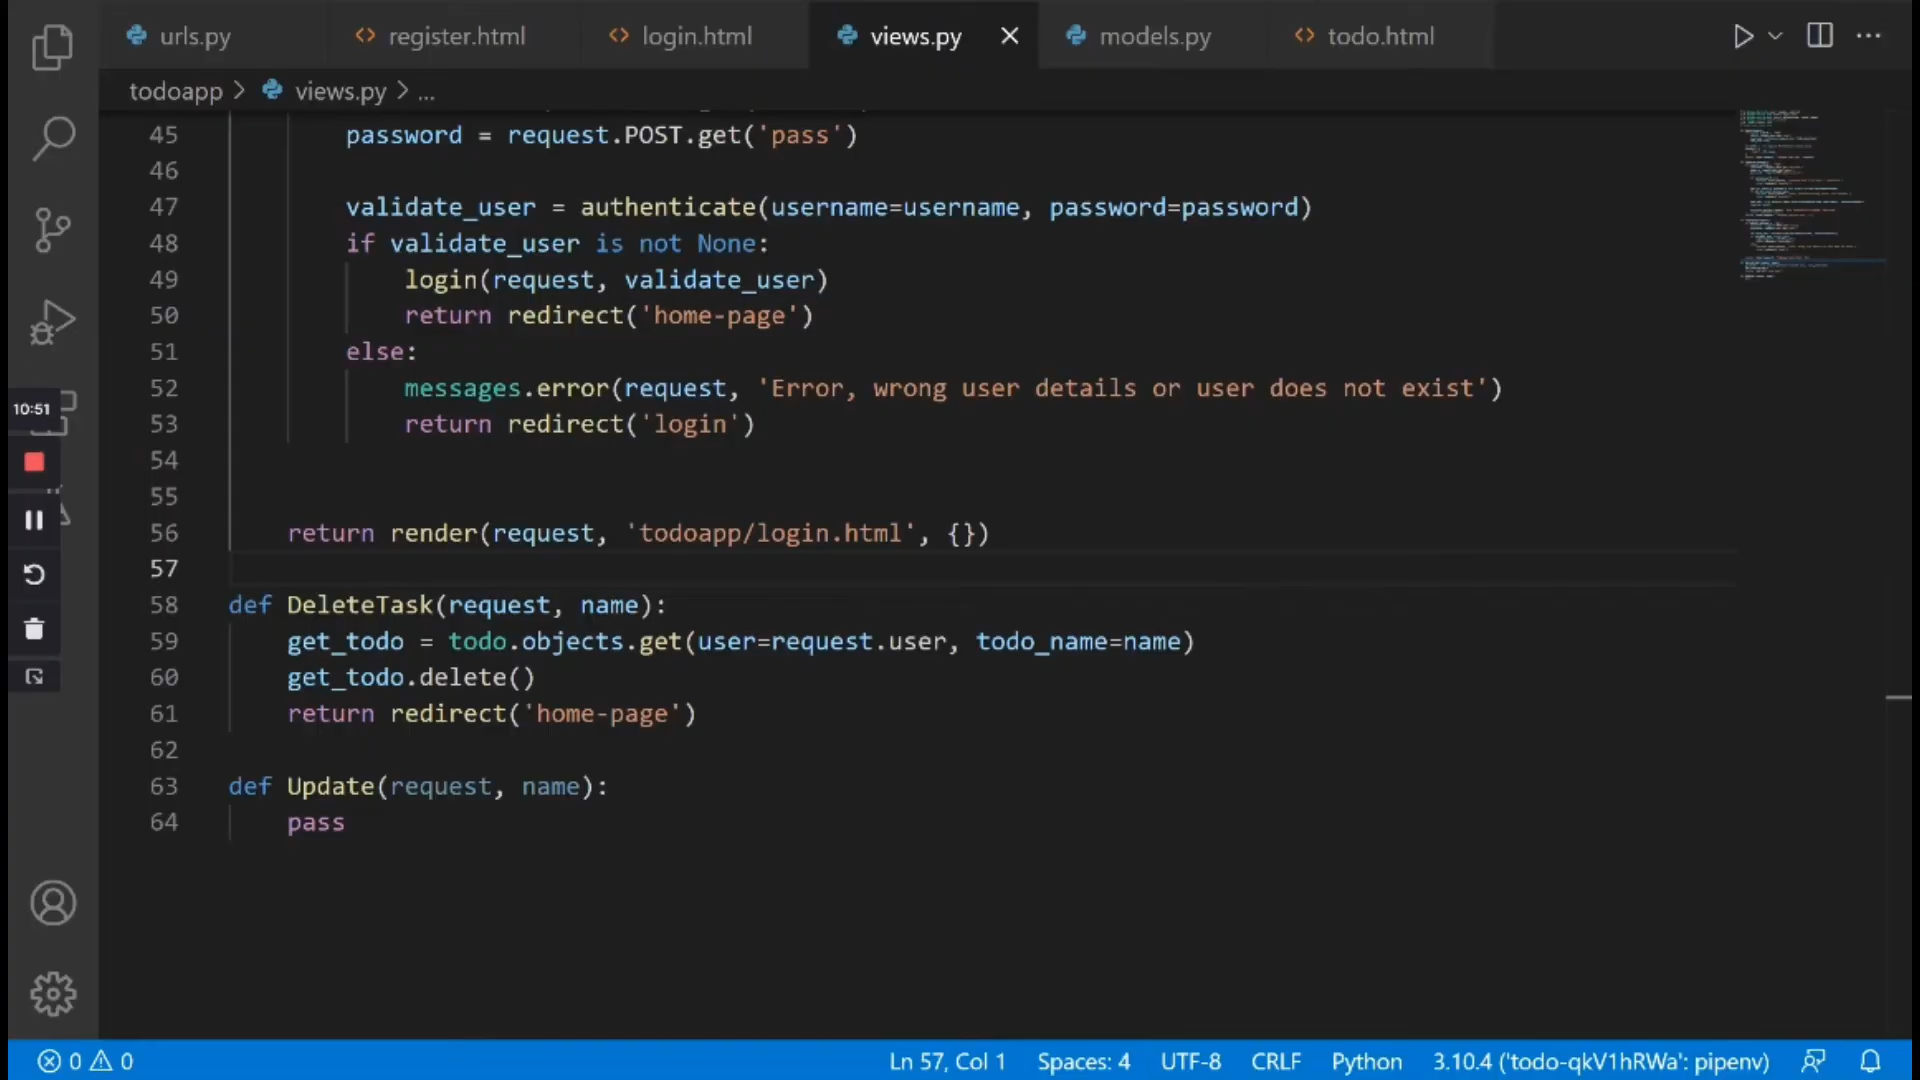 urls.py register.html login.html views.py models.py todo.html
todoapp > views.py > ...
45 password = request.POST.get('pass')
46
47 validate_user = authenticate(username=username, password=password)
48 if validate_user is not None:
49 login(request, validate_user)
50 return redirect('home-page')
51 else:
52 messages.error(request, 'Error, wrong user details or user does not exist')
53 return redirect('login')
54
55
56 return render(request, 'todoapp/login.html', {})
57
58 def DeleteTask(request, name):
59 get_todo = todo.objects.get(user=request.user, todo_name=name)
60 get_todo.delete()
61 return redirect('home-page')
62
63 def Update(request, name):
64 pass
10:51
0 0 Ln 57, Col 1 Spaces: 4 UTF-8 CRLF Python 3.10.4 ('todo-qkV1hRWa': pipenv)